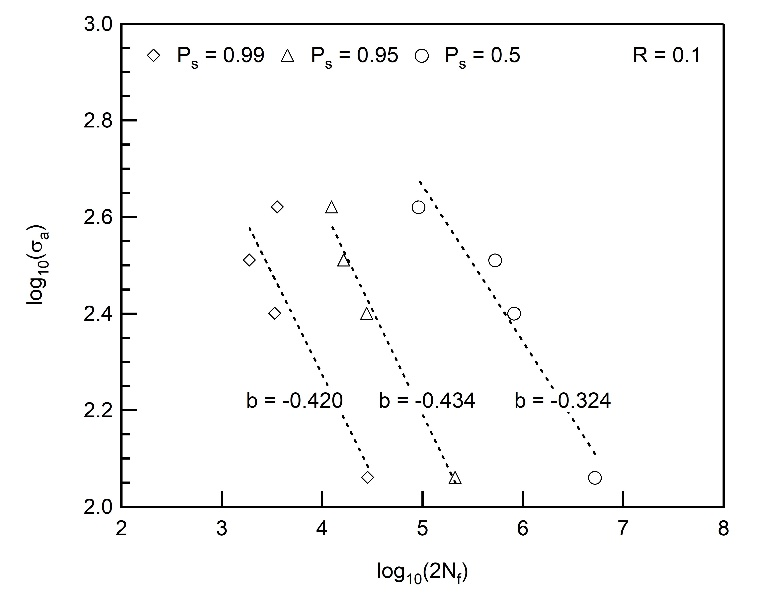 3.0
◇ Pₛ = 0.99 △ Pₛ = 0.95 ○ Pₛ = 0.5 R = 0.1
2.8
2.6
log₁₀(σₐ)
2.4
b = -0.420 b = -0.434 b = -0.324
2.2
2.0
2 3 4 5 6 7 8
log₁₀(2N_f)